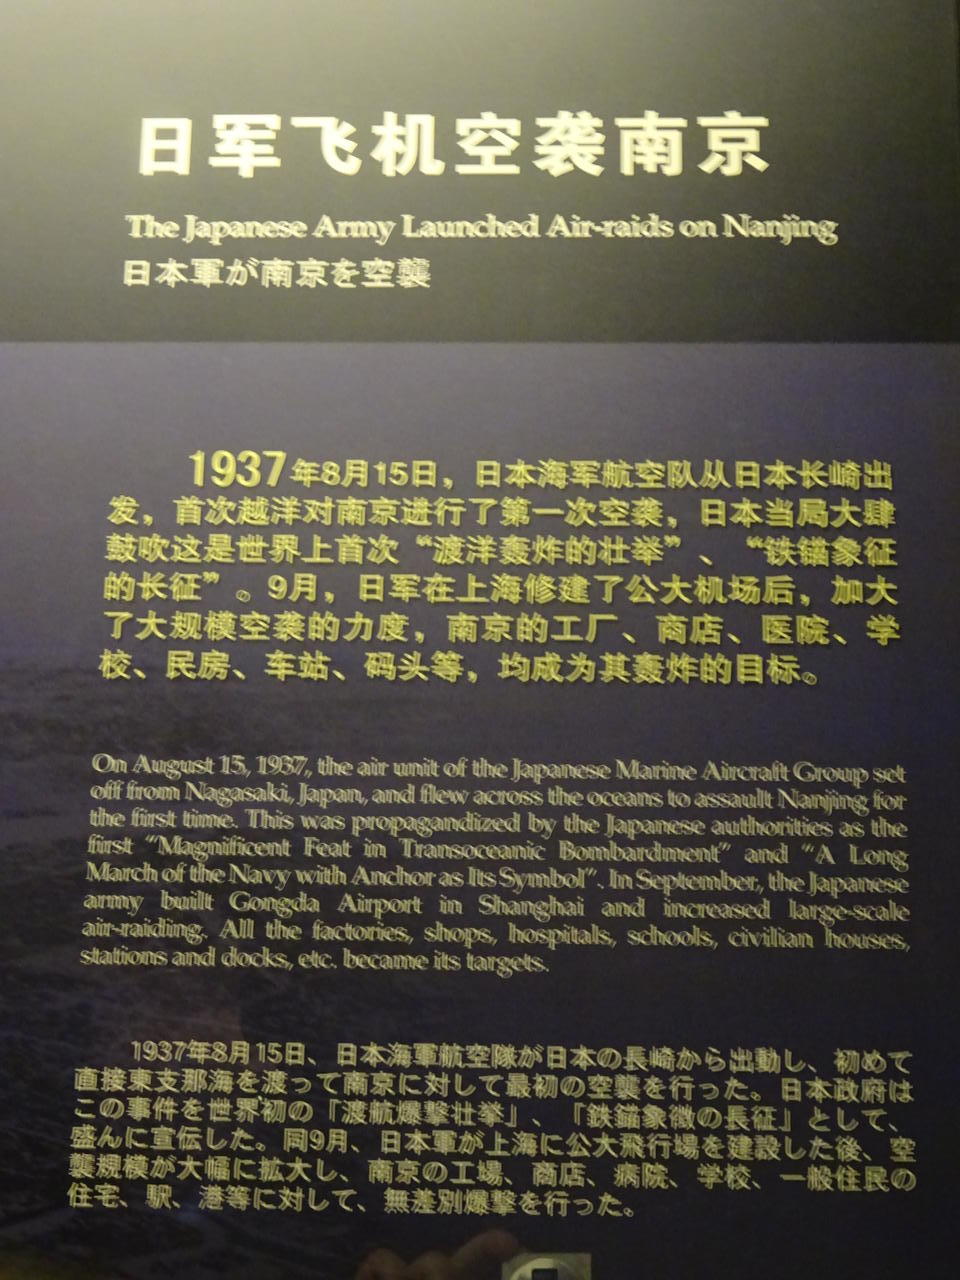 日军飞机空袭南京
The Japanese Army Launched Air-raids on Nanjing
日本軍が南京を空襲
1937年8月15日，日本海军航空队从日本长崎出
发，首次越洋对南京进行了第一次空袭，日本当局大肆
鼓吹这是世界上首次“渡洋轰炸的壮举”、“铁锚象征
的长征”。9月，日军在上海修建了公大机场后，加大
了大规模空袭的力度，南京的工厂、商店、医院、学
校、民房、车站、码头等，均成为其轰炸的目标。
On August 15, 1937, the air unit of the Japanese Marine Aircraft Group set
off from Nagasaki, Japan, and flew across the oceans to assault Nanjing for
the first time. This was propagandized by the Japanese authorities as the
first “Magnificent Feat in Transoceanic Bombardment” and “A Long
March of the Navy with Anchor as Its Symbol”. In September, the Japanese
army built Gongda Airport in Shanghai and increased large-scale
air-raiding. All the factories, shops, hospitals, schools, civilian houses,
stations and docks, etc. became its targets.
1937年8月15日、日本海軍航空隊が日本の長崎から出動し、初めて
直接東支那海を渡って南京に対して最初の空襲を行った。日本政府は
この事件を世界初の「渡航爆撃壮挙」、「鉄錨象徴の長征」として、
盛んに宣伝した。同9月、日本軍が上海に公大飛行場を建設した後、空
襲規模が大幅に拡大し、南京の工場、商店、病院、学校、一般住民の
住宅、駅、港等に対して、無差別爆撃を行った。